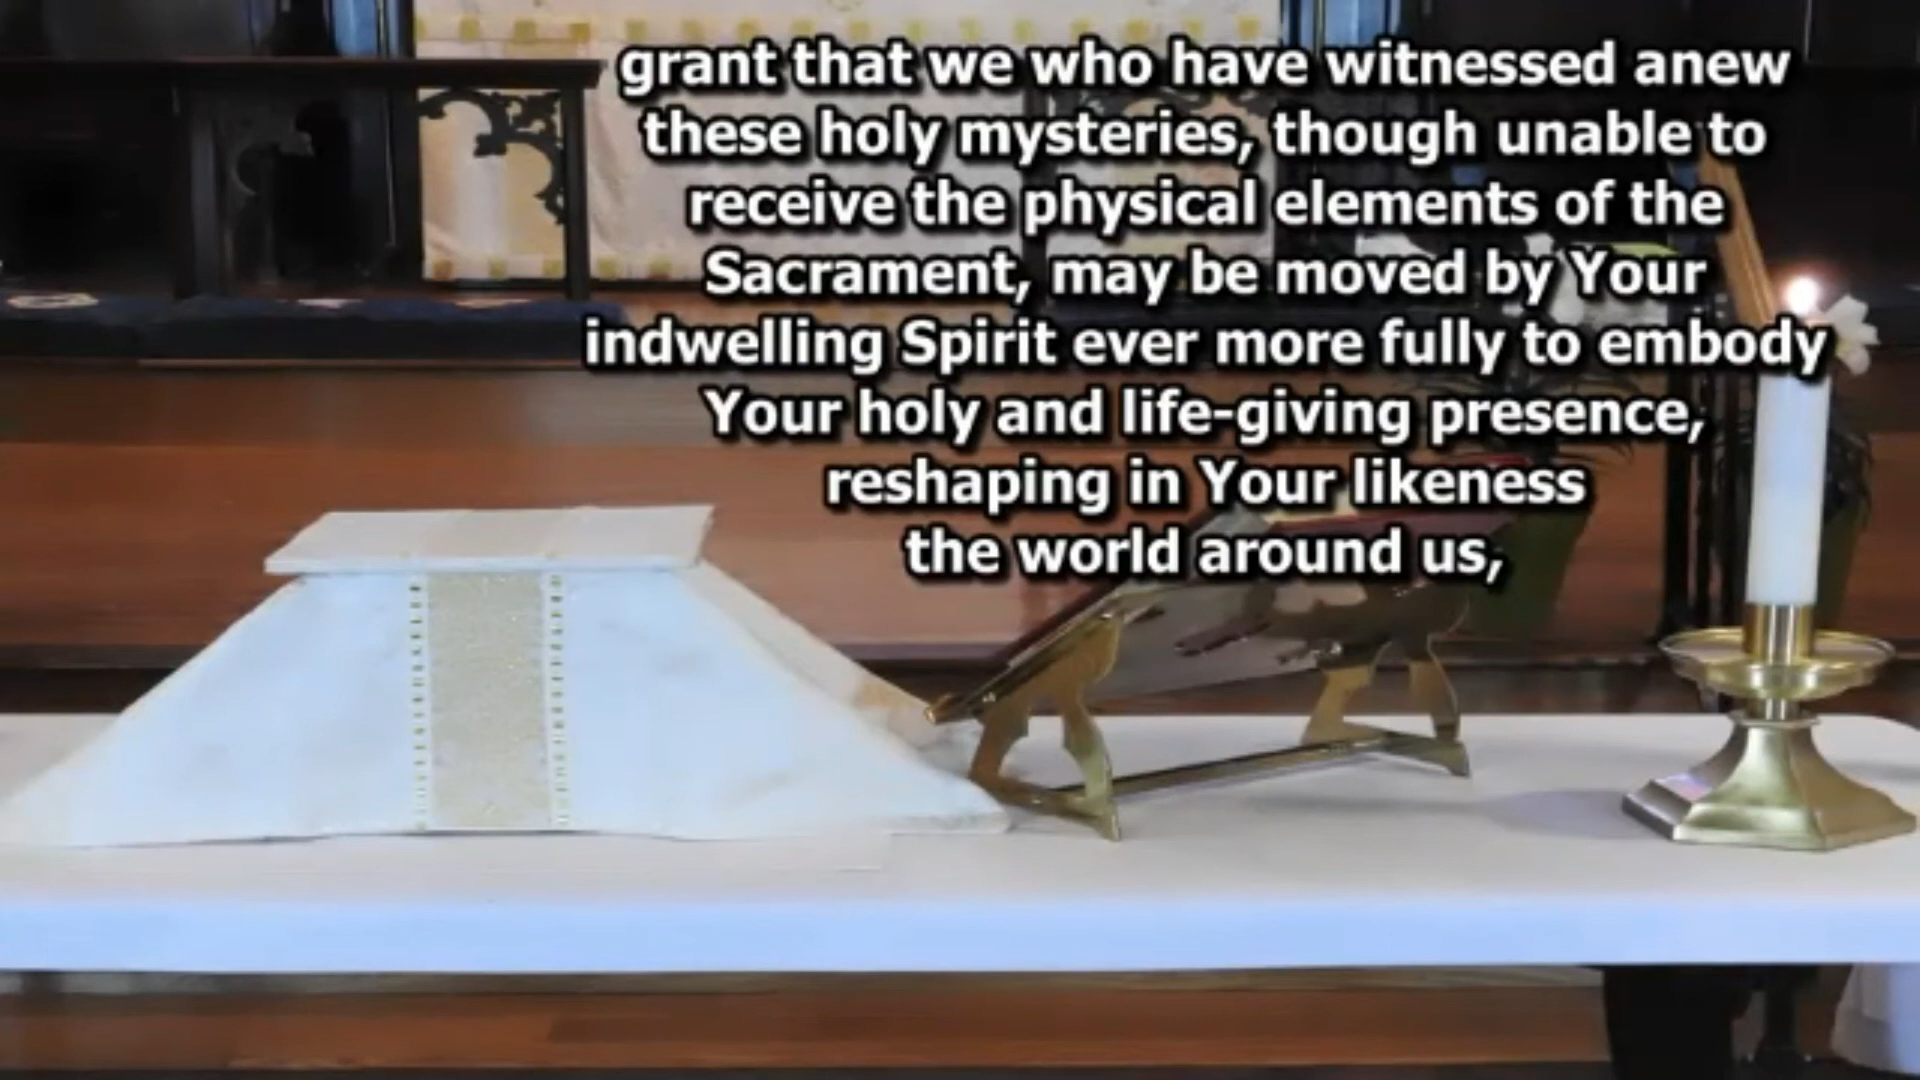 grant that we who have witnessed anew
these holy mysteries, though unable to
receive the physical elements of the
Sacrament, may be moved by Your
indwelling Spirit ever more fully to embody
Your holy and life-giving presence,
reshaping in Your likeness
the world around us,